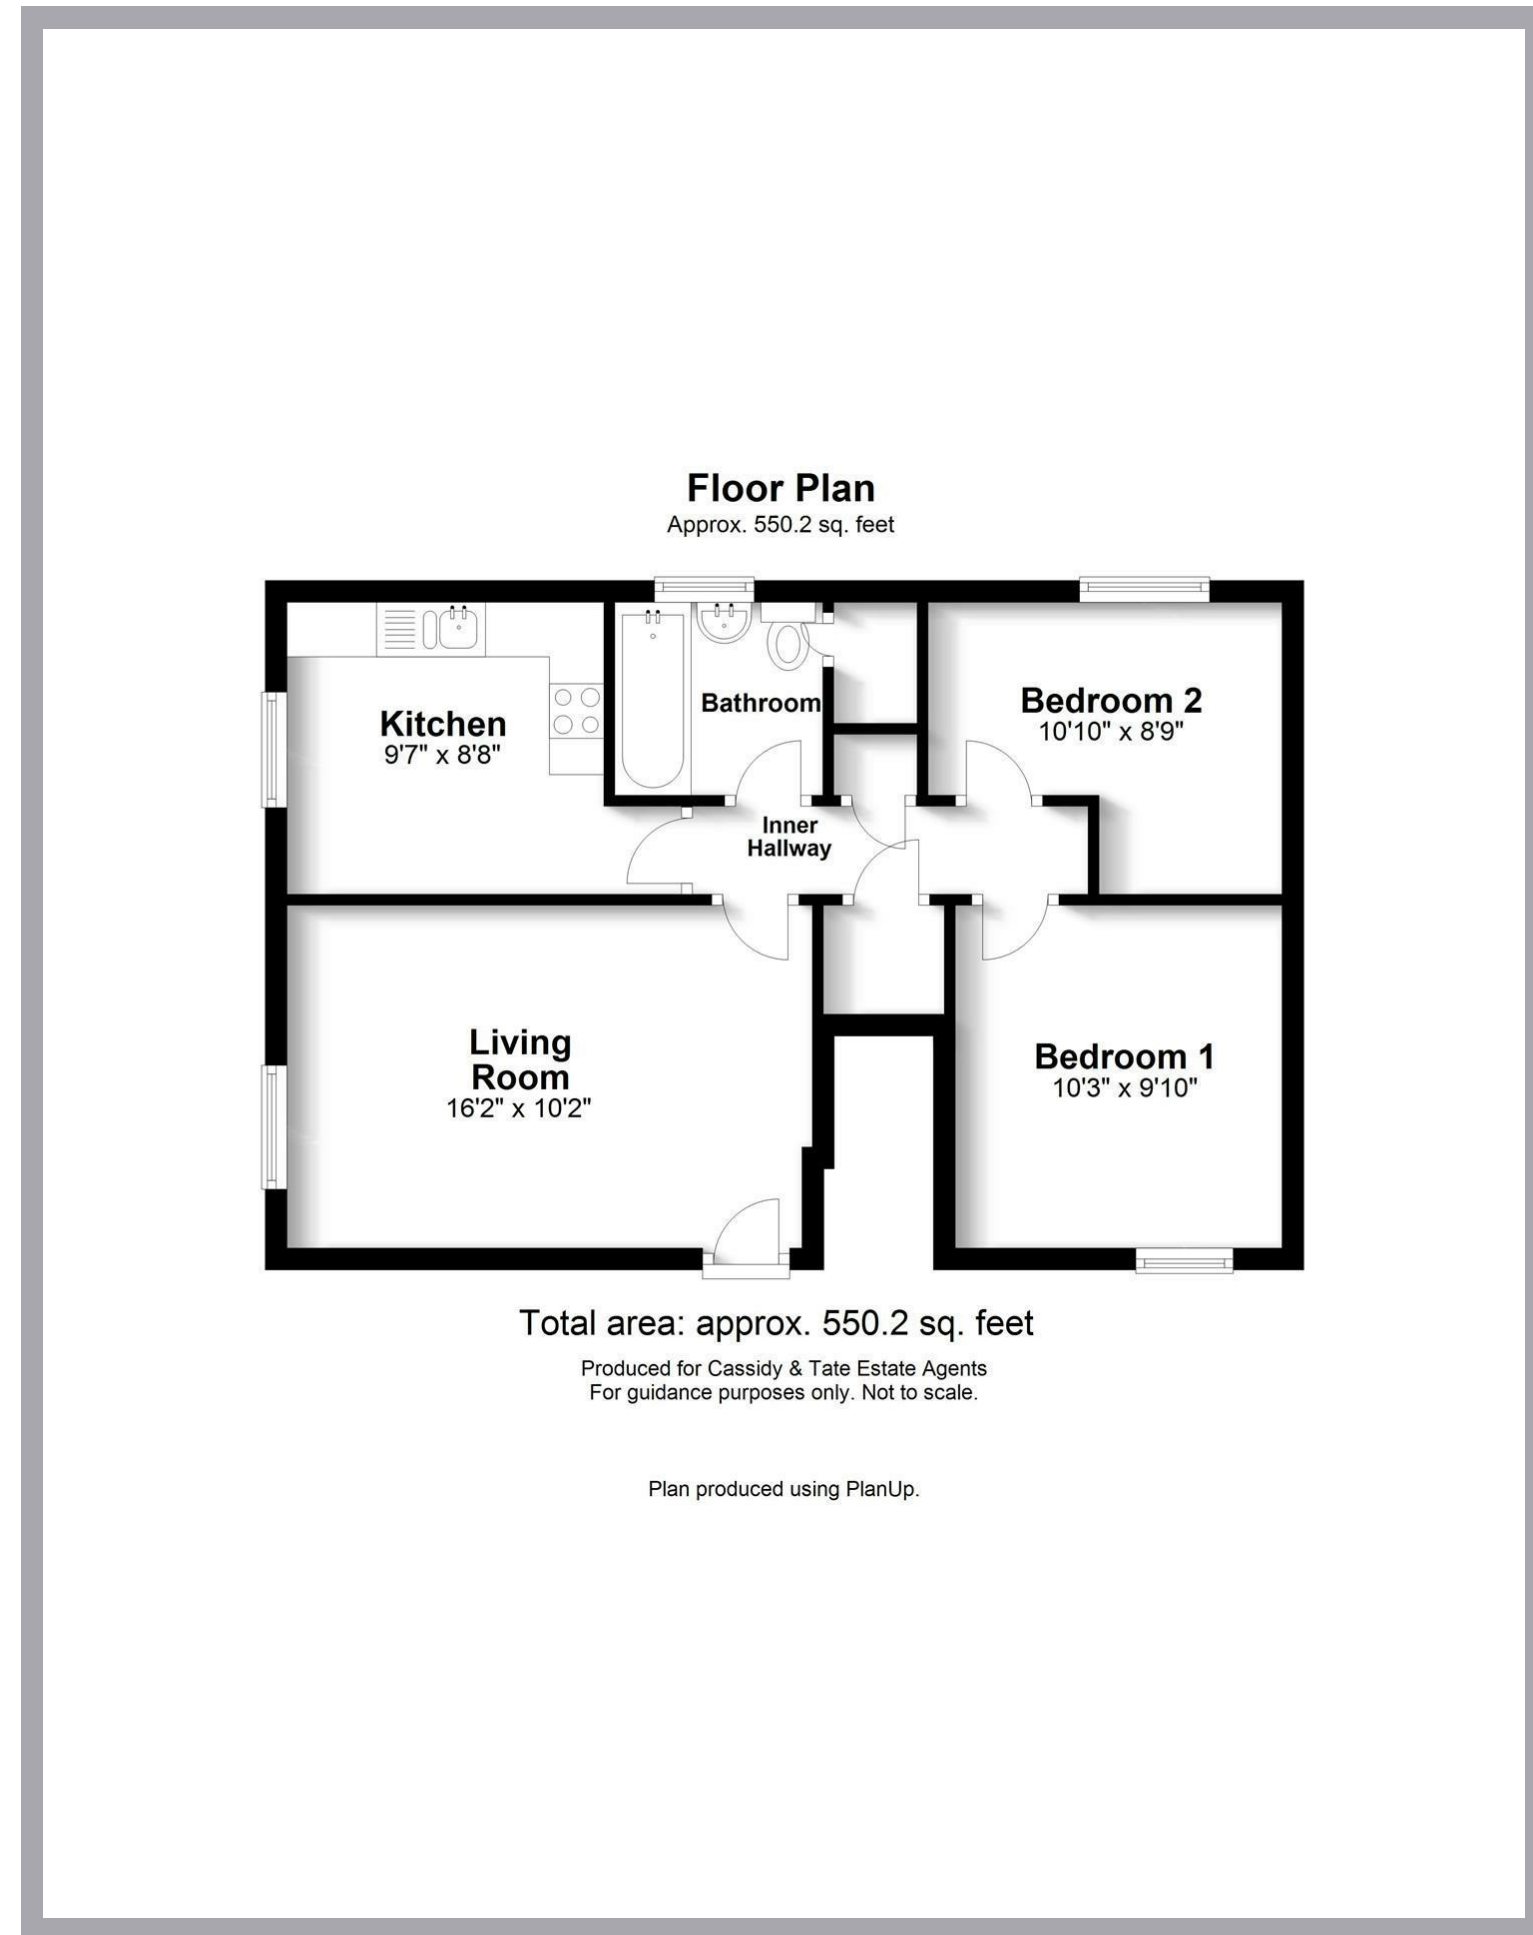 Floor Plan
Approx. 550.2 sq. feet
Kitchen
9'7" x 8'8"
Bathroom
Bedroom 2
10'10" x 8'9"
Inner
Hallway
Living
Room
16'2" x 10'2"
Bedroom 1
10'3" x 9'10"
Total area: approx. 550.2 sq. feet
Produced for Cassidy & Tate Estate Agents
For guidance purposes only. Not to scale.
Plan produced using PlanUp.